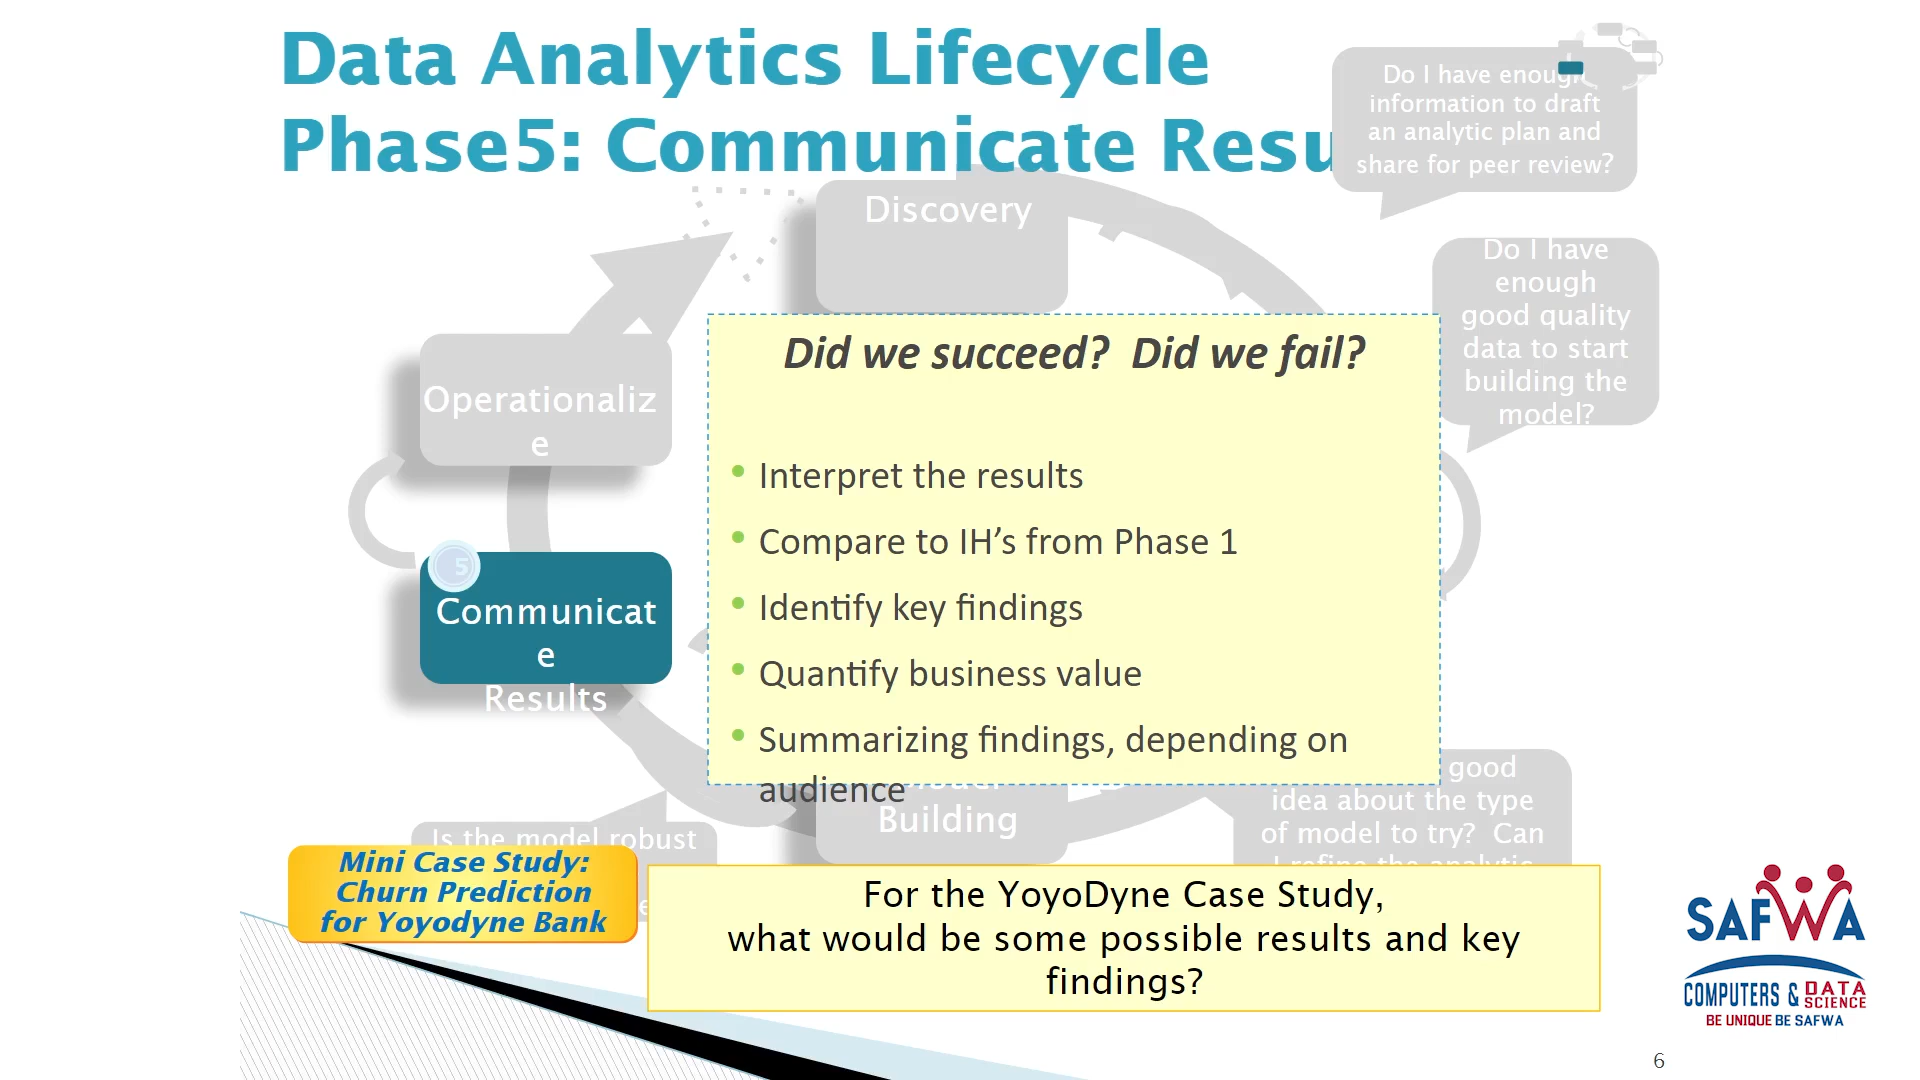 Data Analytics Lifecycle
Phase5: Communicate Resu
Do I have enough
information to draft
an analytic plan and
share for peer review?
Discovery
Do I have
enough
good quality
data to start
building the
model?
Operationaliz
e
Did we succeed? Did we fail?
• Interpret the results
• Compare to IH’s from Phase 1
• Identify key findings
• Quantify business value
• Summarizing findings, depending on
audience
5
Communicat
e
Results
Building
good
idea about the type
of model to try? Can
I refine the analytic
Is the model robust
Mini Case Study:
Churn Prediction
for Yoyodyne Bank
For the YoyoDyne Case Study,
what would be some possible results and key
findings?
SAFWA
COMPUTERS & DATA SCIENCE
BE UNIQUE BE SAFWA
6